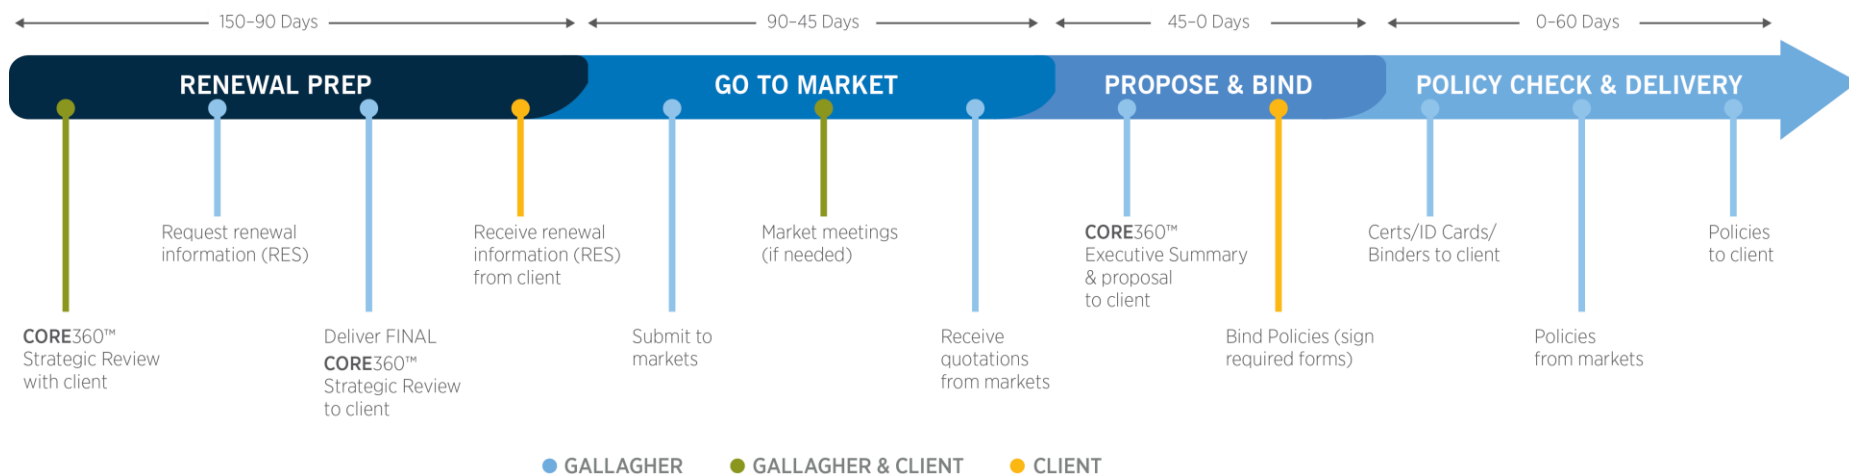 150–90 Days
90–45 Days
45–0 Days
0–60 Days
RENEWAL PREP
GO TO MARKET
PROPOSE & BIND
POLICY CHECK & DELIVERY
CORE360™
Strategic Review
with client
Request renewal
information (RES)
Deliver FINAL
CORE360™
Strategic Review
to client
Receive renewal
information (RES)
from client
Submit to
markets
Market meetings
(if needed)
Receive
quotations
from markets
CORE360™
Executive Summary
& proposal
to client
Bind Policies (sign
required forms)
Certs/ID Cards/
Binders to client
Policies
from markets
Policies
to client
GALLAGHER
GALLAGHER & CLIENT
CLIENT